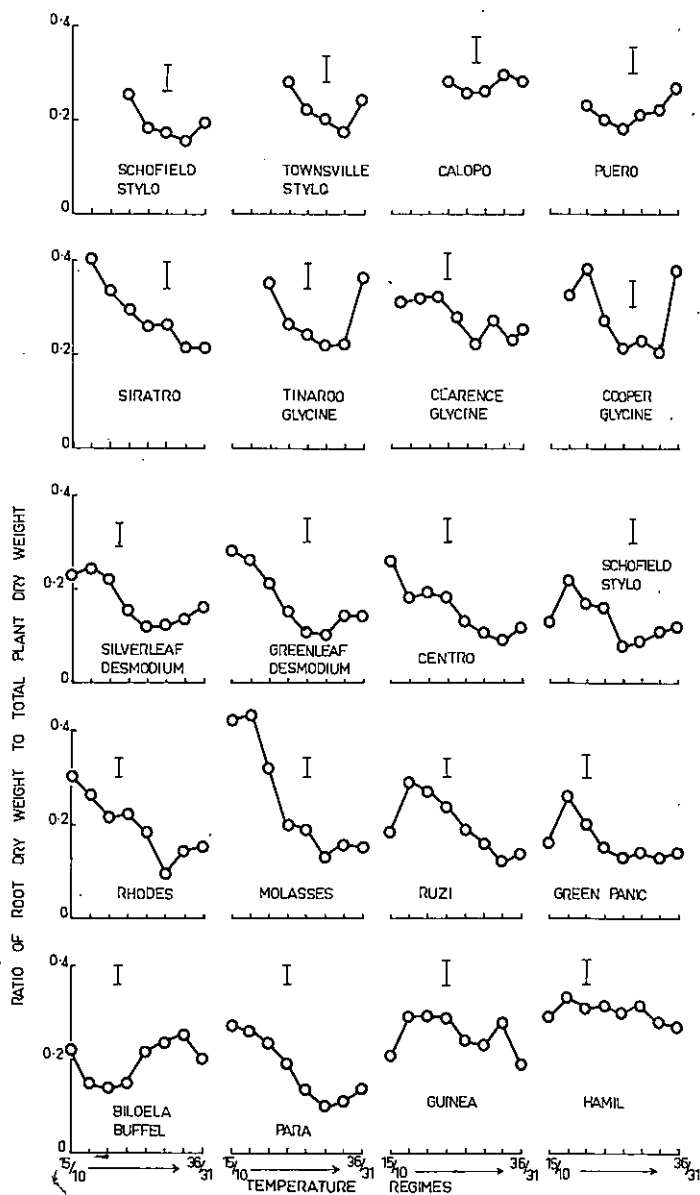 RATIO OF ROOT DRY WEIGHT TO TOTAL PLANT DRY WEIGHT
0·4
0·2
0
SCHOFIELD
STYLO
TOWNSVILLE
STYLO
CALOPO
PUERO
0·4
0·2
0
SIRATRO
TINAROO
GLYCINE
CLARENCE
GLYCINE
COOPER
GLYCINE
0·4
0·2
0
SILVERLEAF
DESMODIUM
GREENLEAF
DESMODIUM
CENTRO
SCHOFIELD
STYLO
0·4
0·2
0
RHODES
MOLASSES
RUZI
GREEN PANIC
0·4
0·2
0
BILOELA
BUFFEL
PARA
GUINEA
HAMIL
15/10 → 36/31
15/10 → 36/31
15/10 → 36/31
15/10 → 36/31
TEMPERATURE REGIMES